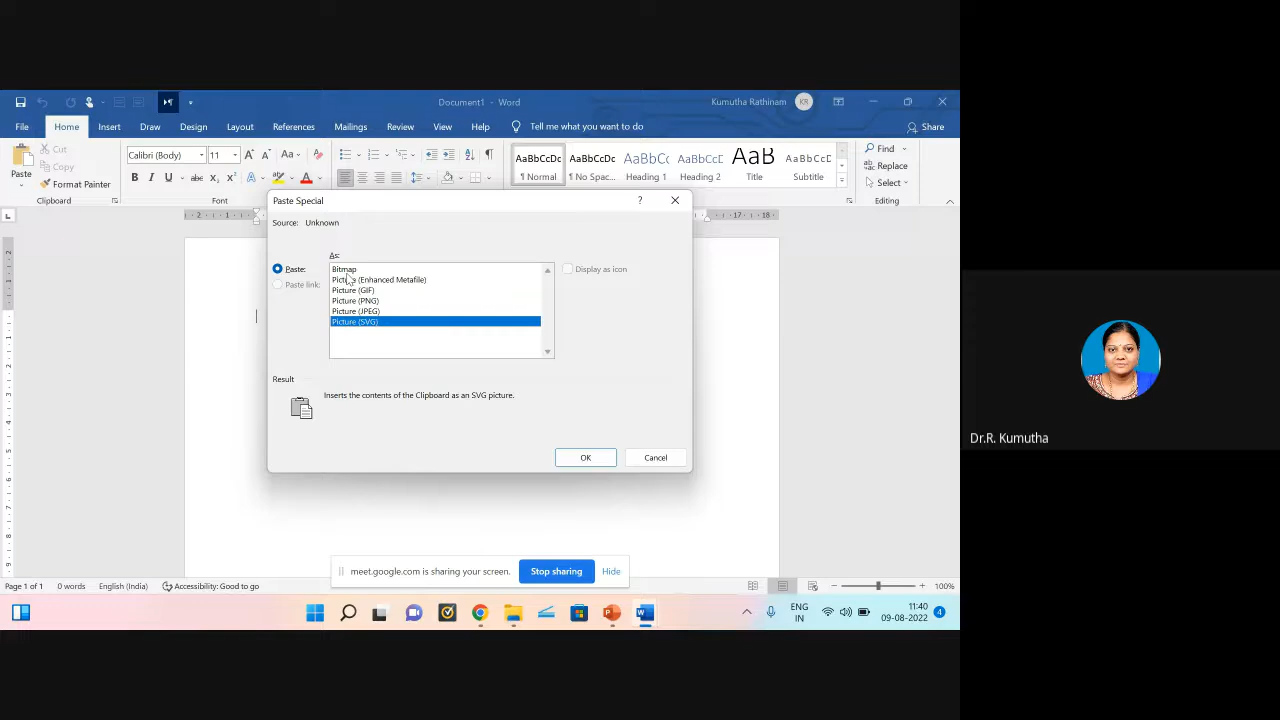 Document1 - Word
Kumutha Rathinam KR
File Home Insert Draw Design Layout References Mailings Review View Help Tell me what you want to do Share
Paste
Cut
Copy
Format Painter
Clipboard
Calibri (Body) 11
Font
AaBbCcDc AaBbCcDc AaBbCc AaBbCcC AaB AaBbCcC
¶ Normal ¶ No Spac... Heading 1 Heading 2 Title Subtitle
Find
Replace
Select
Editing
2 1 17 18
Paste Special
Source: Unknown
As:
Paste:
Paste link:
Bitmap
Picture (Enhanced Metafile)
Picture (GIF)
Picture (PNG)
Picture (JPEG)
Picture (SVG)
Display as icon
Result
Inserts the contents of the Clipboard as an SVG picture.
OK Cancel
Dr.R. Kumutha
meet.google.com is sharing your screen. Stop sharing Hide
Page 1 of 1 0 words English (India) Accessibility: Good to go 100%
ENG
IN
11:40
09-08-2022
4